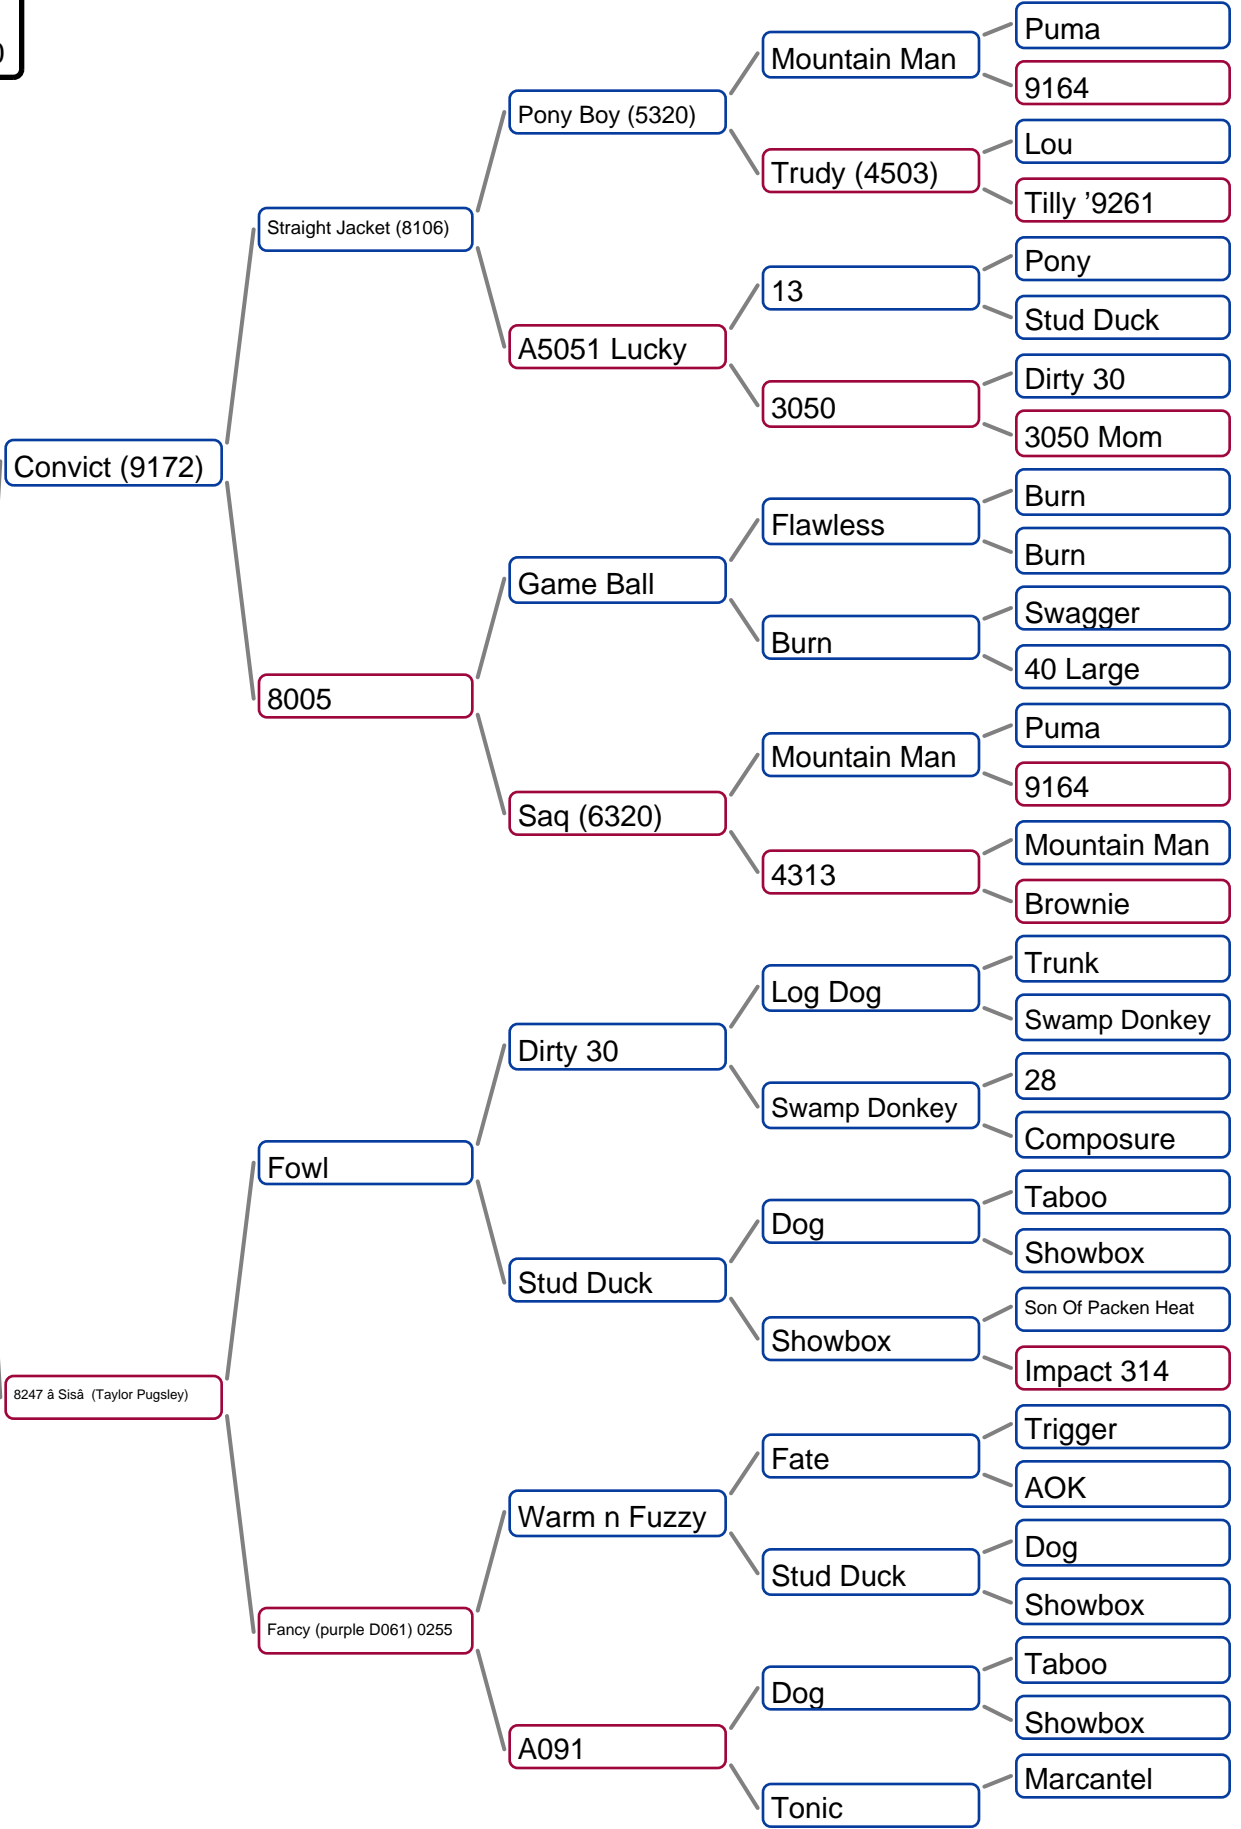 Puma
Mountain Man
9164
Pony Boy (5320)
Lou
Trudy (4503)
Tilly '9261
Straight Jacket (8106)
Pony
13
Stud Duck
A5051 Lucky
Dirty 30
3050
3050 Mom
Convict (9172)
Burn
Flawless
Burn
Game Ball
Swagger
Burn
40 Large
8005
Puma
Mountain Man
9164
Saq (6320)
Mountain Man
4313
Brownie
Trunk
Log Dog
Swamp Donkey
Dirty 30
28
Swamp Donkey
Composure
Fowl
Taboo
Dog
Showbox
Stud Duck
Son Of Packen Heat
Showbox
Impact 314
8247 â Sisâ (Taylor Pugsley)
Trigger
Fate
AOK
Warm n Fuzzy
Dog
Stud Duck
Showbox
Fancy (purple D061) 0255
Taboo
Dog
Showbox
A091
Marcantel
Tonic